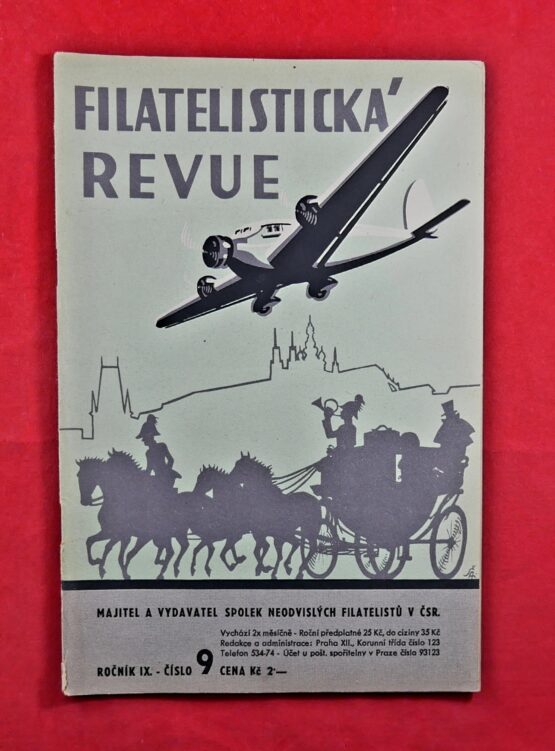 FILATELISTICKÁ
REVUE
MAJITEL A VYDAVATEL SPOLEK NEODVISLÝCH FILATELISTŮ V ČSR.
Vychází 2x měsíčně - Roční předplatné 25 Kč, do ciziny 35 Kč
Redakce a administrace: Praha XII., Korunní třída číslo 123
Telefon 534-74 - Účet u pošt. spořitelny v Praze číslo 93123
ROČNÍK IX. - ČÍSLO 9 CENA Kč 2·—